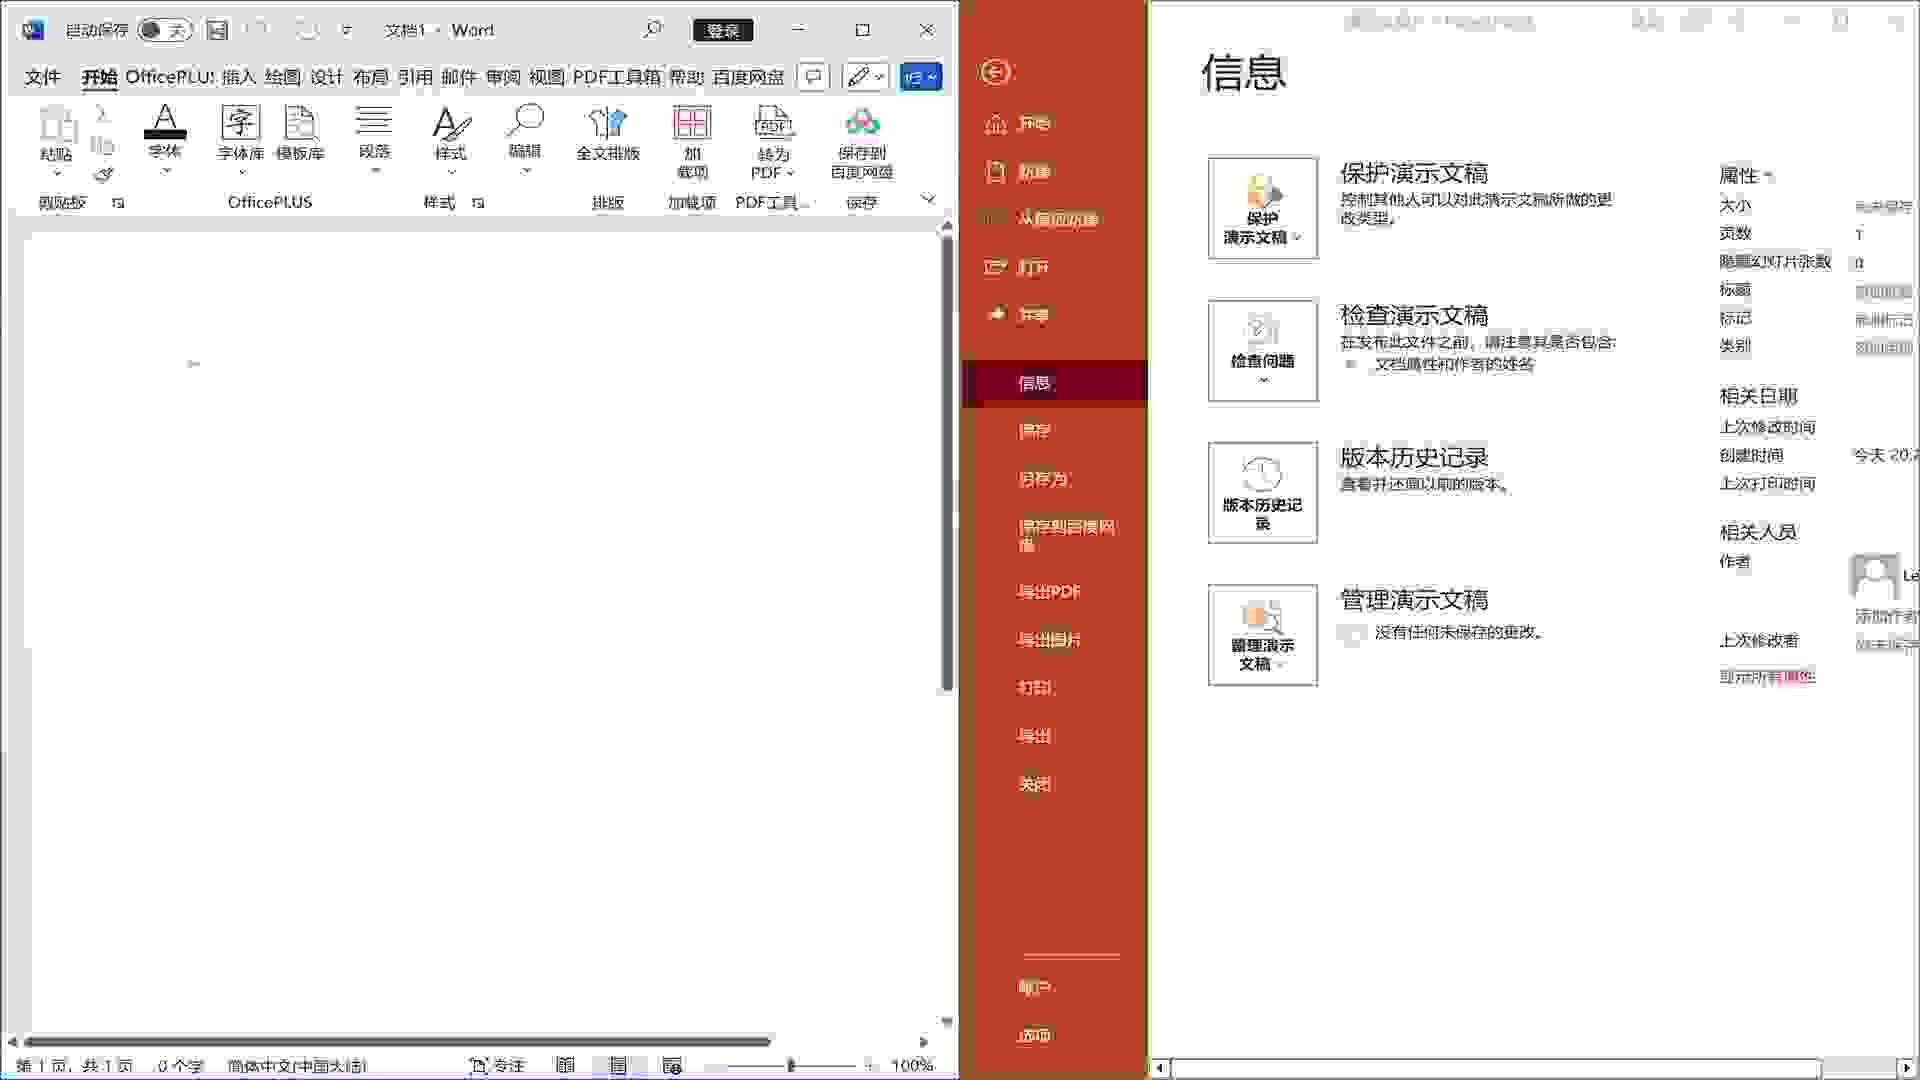 自动保存 关 文档1 - Word 登录
文件 开始 OfficePLUS 插入 绘图 设计 布局 引用 邮件 审阅 视图 PDF工具箱 帮助 百度网盘
粘贴 字体 字体库 模板库 段落 样式 编辑 全文排版 加载项 转为PDF 保存到百度网盘
剪贴板 OfficePLUS 样式 排版 加载项 PDF工具... 保存
第1页，共1页 0个字 简体中文(中国大陆) 专注 100%
开始
新建
打开
共享
信息
保存
另存为
保存到百度网
盘
导出PDF
导出图片
打印
导出
关闭
帐户
选项
信息
保护
演示文稿
保护演示文稿
控制其他人可以对此演示文稿所做的更
改类型。
检查问题
检查演示文稿
在发布此文件之前，请注意其是否包含:
文档属性和作者的姓名
版本历史记
录
版本历史记录
查看并还原以前的版本。
管理演示
文稿
管理演示文稿
没有任何未保存的更改。
属性
大小 尚未保存
页数 1
隐藏幻灯片张数 0
标题 添加标题
标记 添加标记
类别 添加类别
相关日期
上次修改时间
创建时间 今天 20:
上次打印时间
相关人员
作者 Le
添加作者
上次修改者
显示所有属性